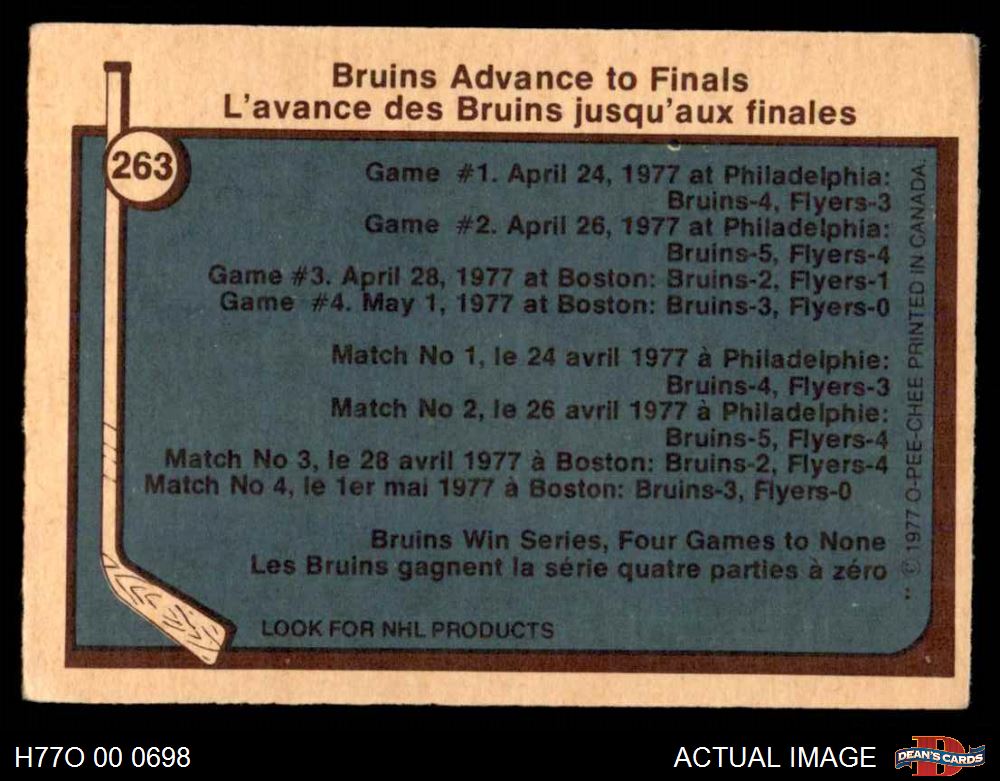 Bruins Advance to Finals
L'avance des Bruins jusqu'aux finales
263
Game #1. April 24, 1977 at Philadelphia:
Bruins-4, Flyers-3
Game #2. April 26, 1977 at Philadelphia:
Bruins-5, Flyers-4
Game #3. April 28, 1977 at Boston: Bruins-2, Flyers-1
Game #4. May 1, 1977 at Boston: Bruins-3, Flyers-0
Match No 1, le 24 avril 1977 à Philadelphie:
Bruins-4, Flyers-3
Match No 2, le 26 avril 1977 à Philadelphie:
Bruins-5, Flyers-4
Match No 3, le 28 avril 1977 à Boston: Bruins-2, Flyers-4
Match No 4, le 1er mai 1977 à Boston: Bruins-3, Flyers-0
Bruins Win Series, Four Games to None
Les Bruins gagnent la série quatre parties à zéro
LOOK FOR NHL PRODUCTS
© 1977 O-PEE-CHEE PRINTED IN CANADA.
H77O 00 0698
ACTUAL IMAGE
DEAN'S CARDS